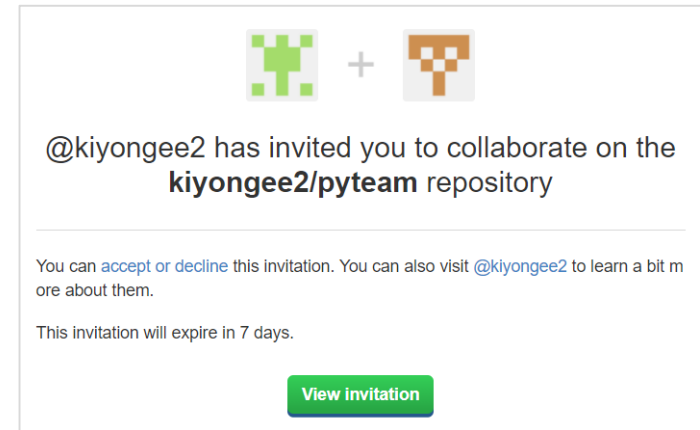 @kiyongee2 has invited you to collaborate on the
kiyongee2/pyteam repository
You can accept or decline this invitation. You can also visit @kiyongee2 to learn a bit m
ore about them.
This invitation will expire in 7 days.
View invitation